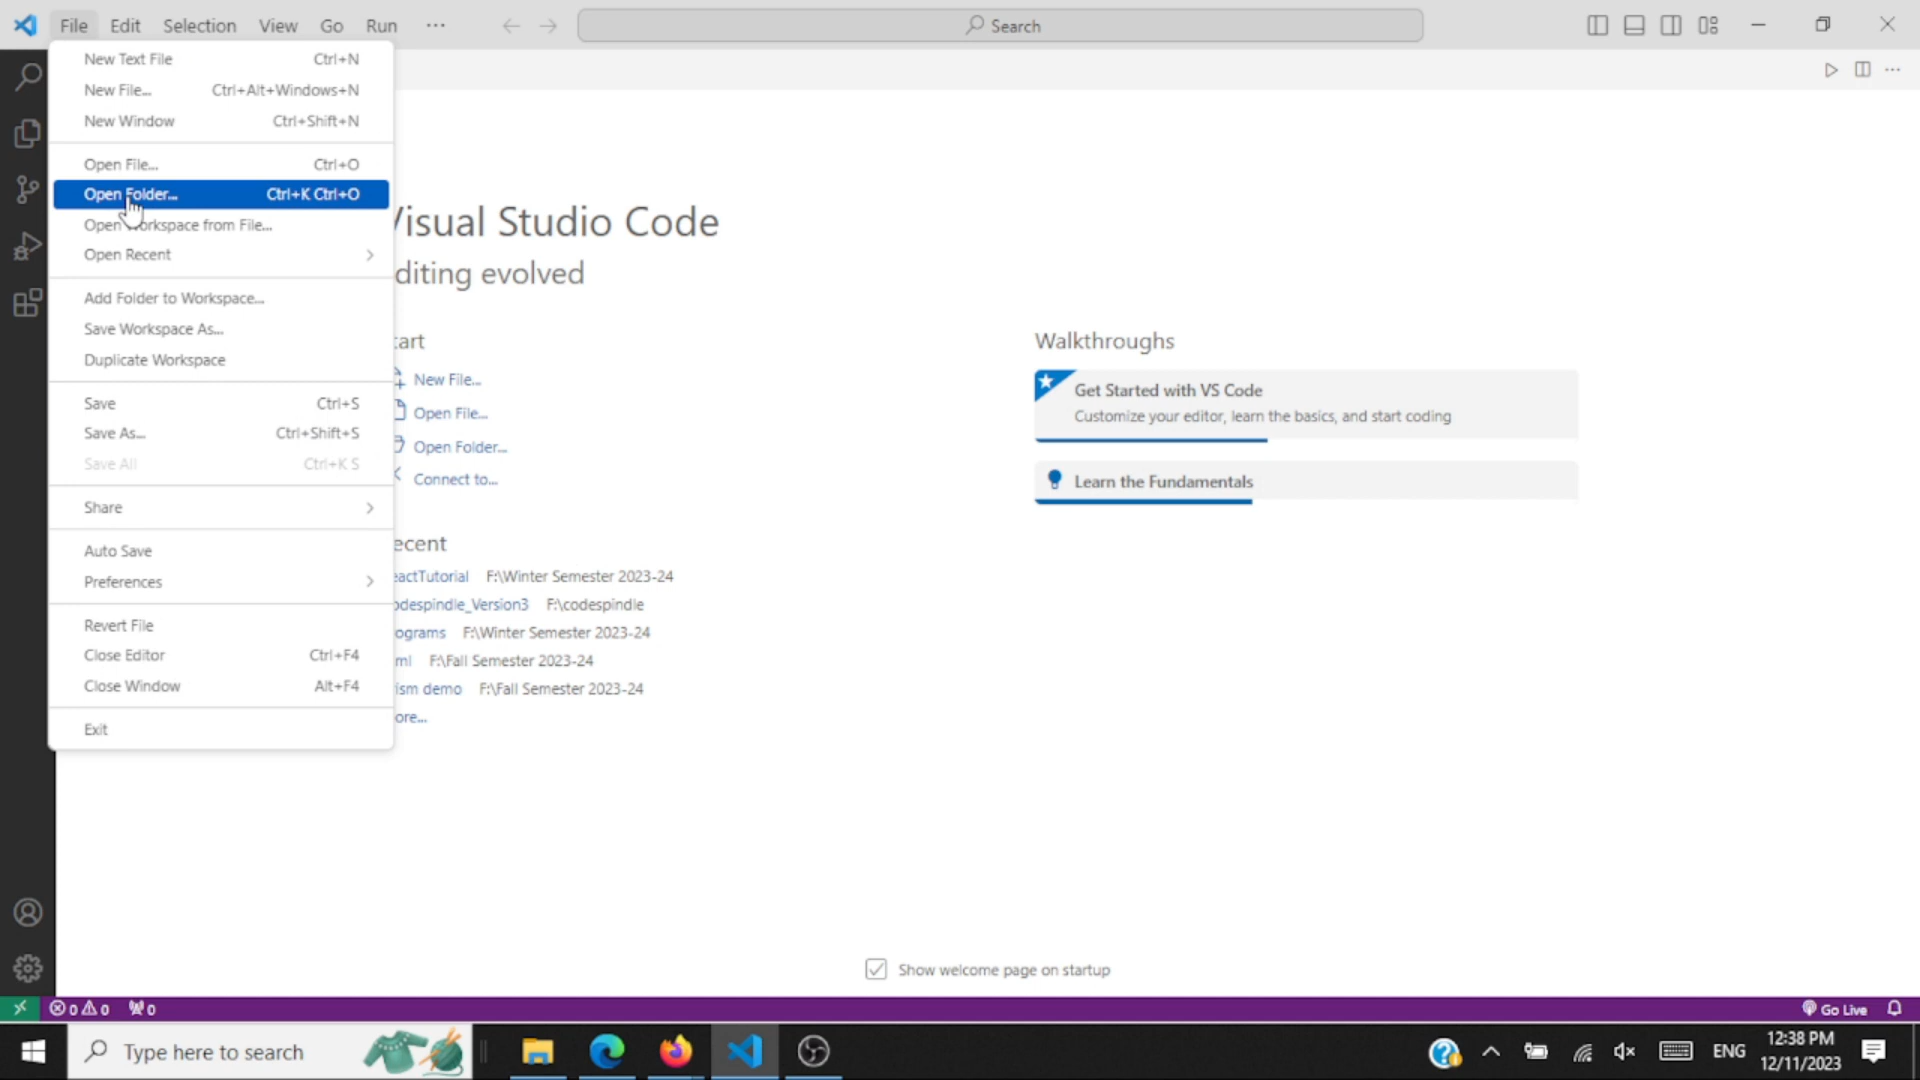 File Edit Selection View Go Run ...
Search
New Text File Ctrl+N
New File... Ctrl+Alt+Windows+N
New Window Ctrl+Shift+N
Open File... Ctrl+O
Open Folder... Ctrl+K Ctrl+O
Open Workspace from File...
Open Recent
Add Folder to Workspace...
Save Workspace As...
Duplicate Workspace
Save Ctrl+S
Save As... Ctrl+Shift+S
Save All Ctrl+K S
Share
Auto Save
Preferences
Revert File
Close Editor Ctrl+F4
Close Window Alt+F4
Exit
Visual Studio Code
diting evolved
tart
New File...
Open File...
Open Folder...
Connect to...
ecent
eactTutorial F:\Winter Semester 2023-24
odespindle_Version3 F:\codespindle
ograms F:\Winter Semester 2023-24
ml F:\Fall Semester 2023-24
ism demo F:\Fall Semester 2023-24
ore...
Walkthroughs
Get Started with VS Code
Customize your editor, learn the basics, and start coding
Learn the Fundamentals
Show welcome page on startup
0 0 0
Go Live
Type here to search
ENG
12:38 PM
12/11/2023